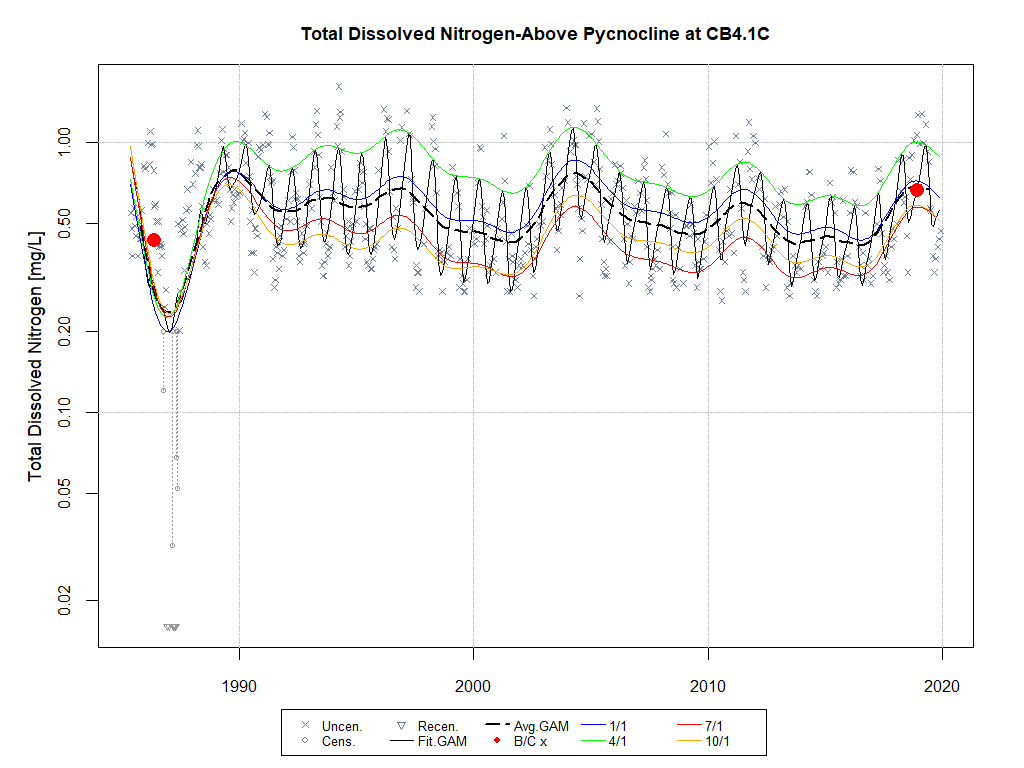 Total Dissolved Nitrogen-Above Pycnocline at CB4.1C
Total Dissolved Nitrogen [mg/L]
1.00
0.50
0.20
0.10
0.05
0.02
1990 2000 2010 2020
Uncen. Recen. Avg.GAM 1/1 7/1
Cens. Fit.GAM B/C x 4/1 10/1